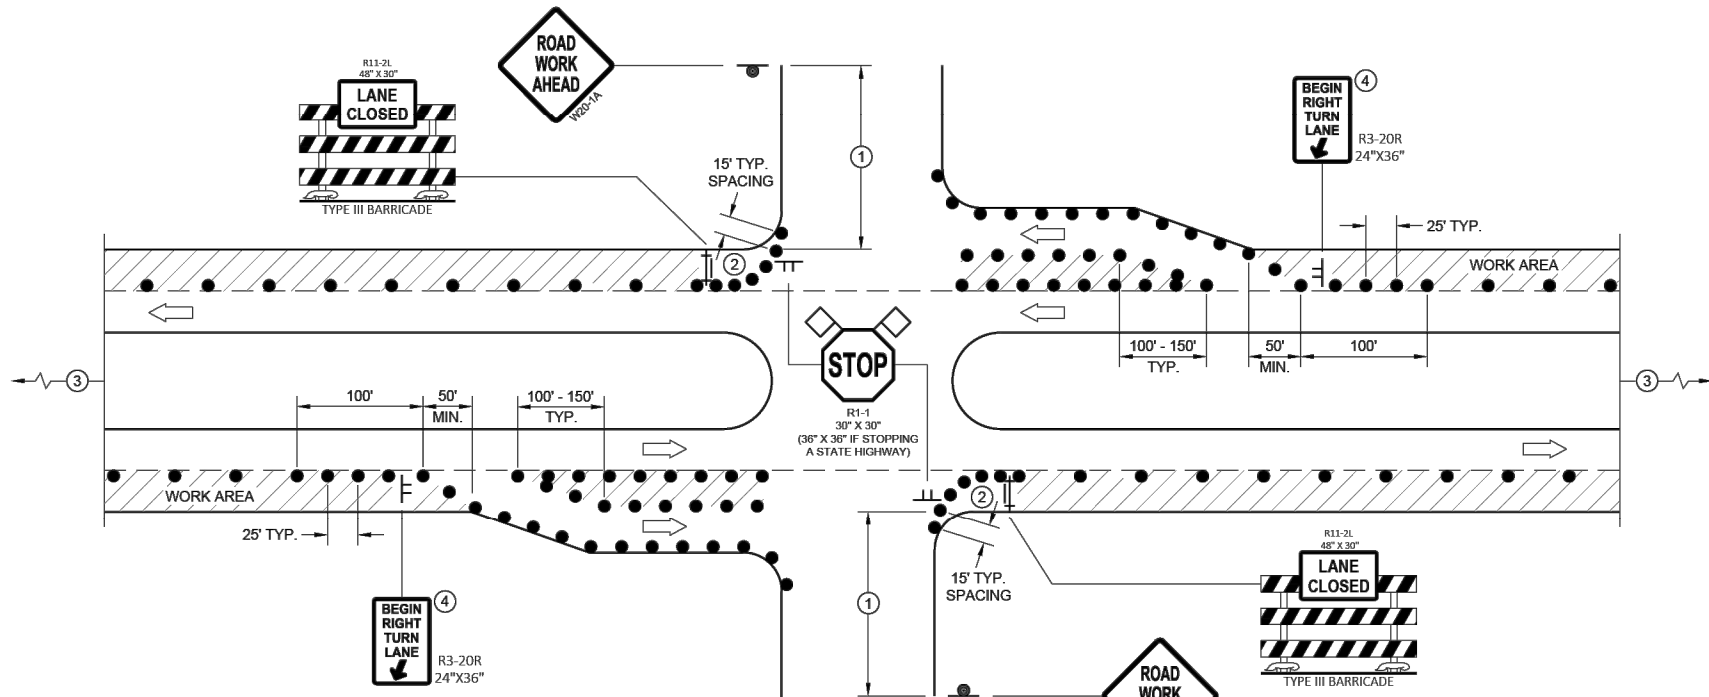 R11-2L
48" X 30"
LANE
CLOSED
TYPE III BARRICADE
ROAD
WORK
AHEAD
W20-1A
15' TYP.
SPACING
1
2
BEGIN
RIGHT
TURN
LANE
4
R3-20R
24"X36"
25' TYP.
WORK AREA
100' - 150'
TYP.
50'
MIN.
100'
3
3
STOP
R1-1
30" X 30"
(36" X 36" IF STOPPING
A STATE HIGHWAY)
100'
50'
MIN.
100' - 150'
TYP.
WORK AREA
25' TYP.
BEGIN
RIGHT
TURN
LANE
4
R3-20R
24"X36"
2
1
15' TYP.
SPACING
R11-2L
48" X 30"
LANE
CLOSED
TYPE III BARRICADE
ROAD
WORK